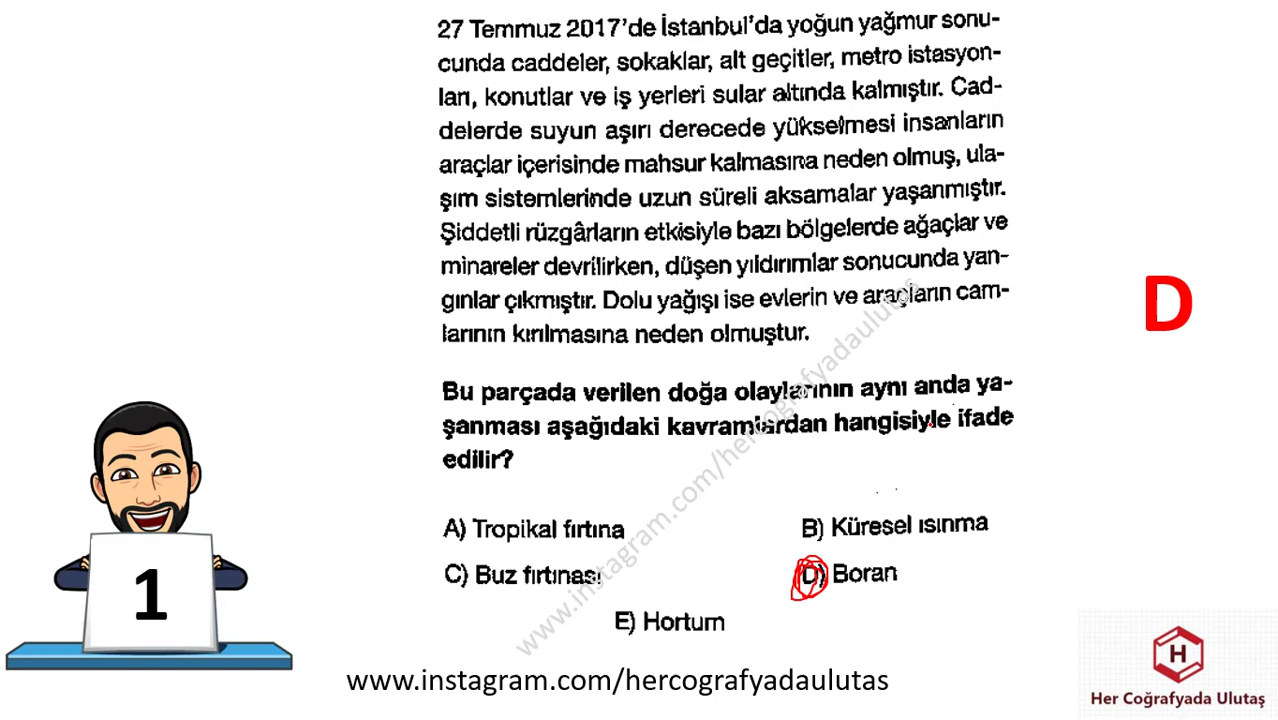 27 Temmuz 2017’de İstanbul’da yoğun yağmur sonu-
cunda caddeler, sokaklar, alt geçitler, metro istasyon-
ları, konutlar ve iş yerleri sular altında kalmıştır. Cad-
delerde suyun aşırı derecede yükselmesi insanların
araçlar içerisinde mahsur kalmasına neden olmuş, ula-
şım sistemlerinde uzun süreli aksamalar yaşanmıştır.
Şiddetli rüzgârların etkisiyle bazı bölgelerde ağaçlar ve
minareler devrilirken, düşen yıldırımlar sonucunda yan-
gınlar çıkmıştır. Dolu yağışı ise evlerin ve araçların cam-
larının kırılmasına neden olmuştur.
Bu parçada verilen doğa olaylarının aynı anda ya-
şanması aşağıdaki kavramlardan hangisiyle ifade
edilir?
A) Tropikal fırtına
B) Küresel ısınma
C) Buz fırtınası
D) Boran
E) Hortum
D
1
www.instagram.com/hercografyadaulutas
www.instagram.com/hercografyadaulutas
H
Her Coğrafyada Ulutaş